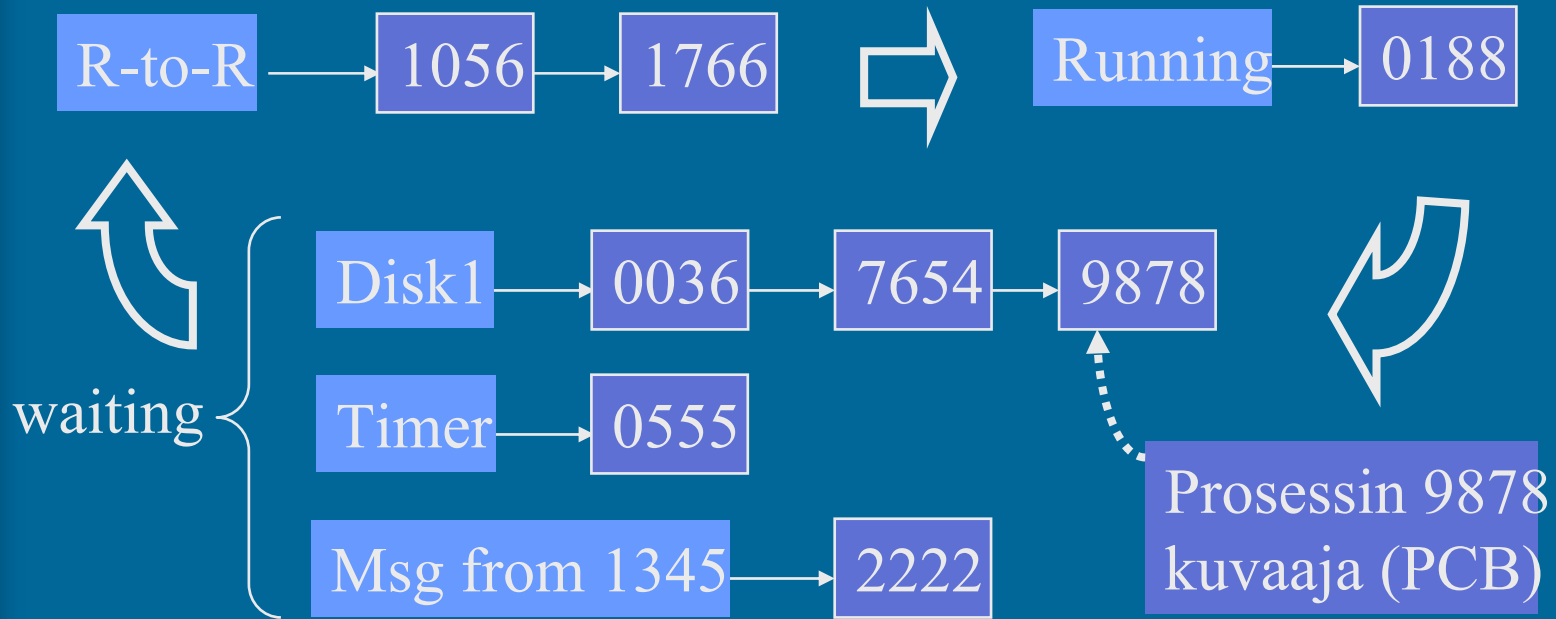 R-to-R 1056 1766 Running 0188
Disk1 0036 7654 9878
waiting
Timer 0555
Prosessin 9878
kuvaaja (PCB)
Msg from 1345 2222